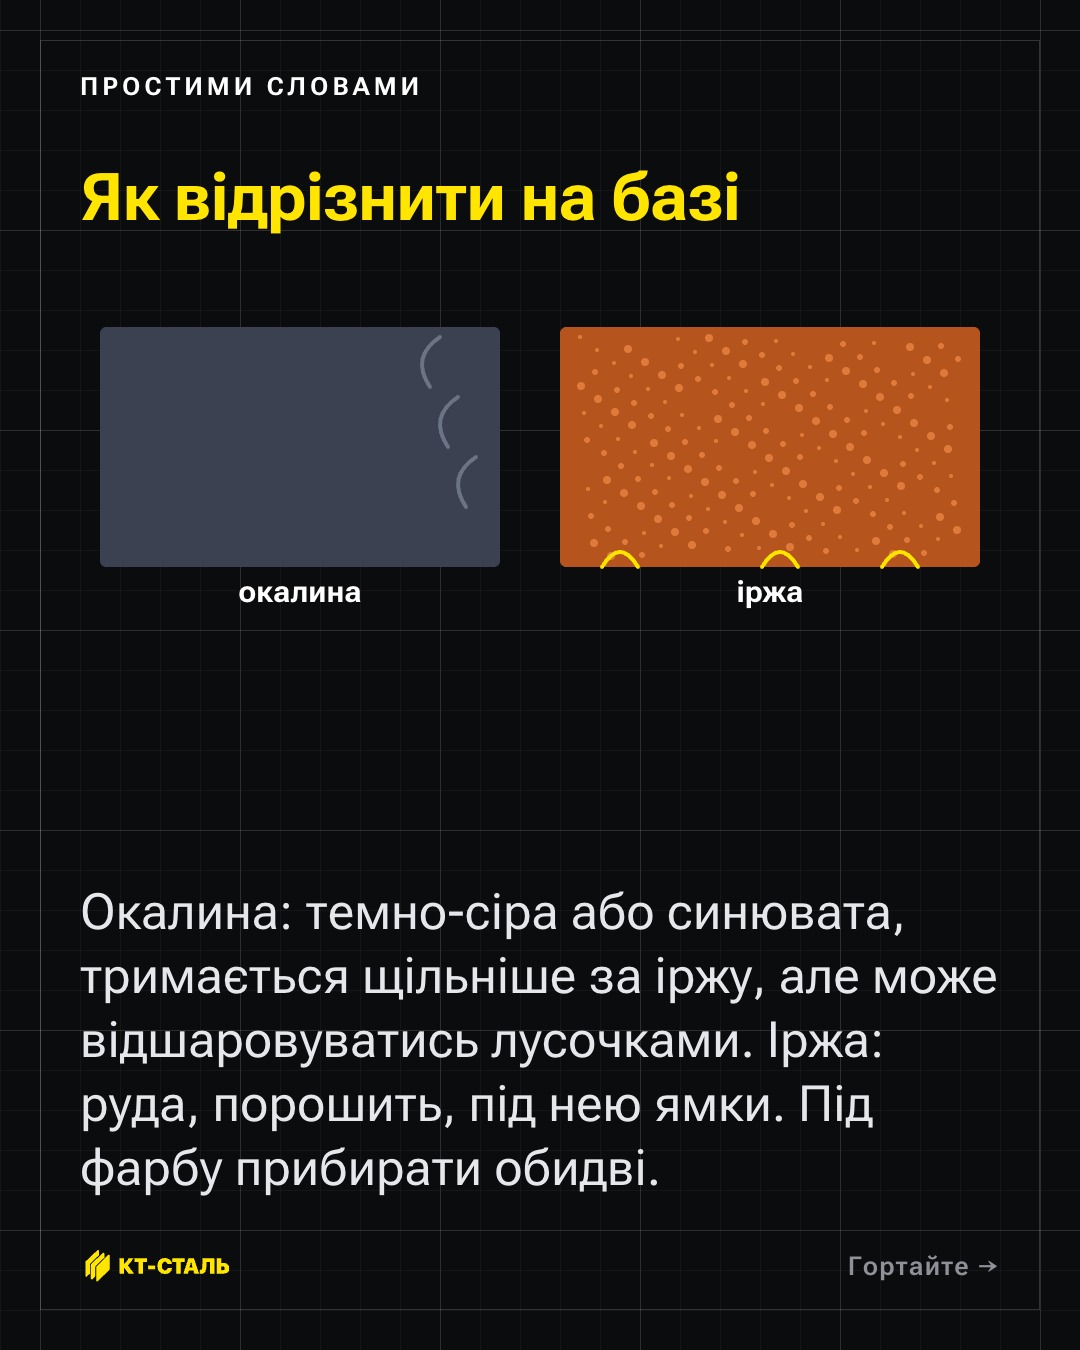 ПРОСТИМИ СЛОВАМИ
Як відрізнити на базі
окалина
іржа
Окалина: темно-сіра або синювата,
тримається щільніше за іржу, але може
відшаровуватись лусочками. Іржа:
руда, порошить, під нею ямки. Під
фарбу прибирати обидві.
КТ-СТАЛЬ
Гортайте →